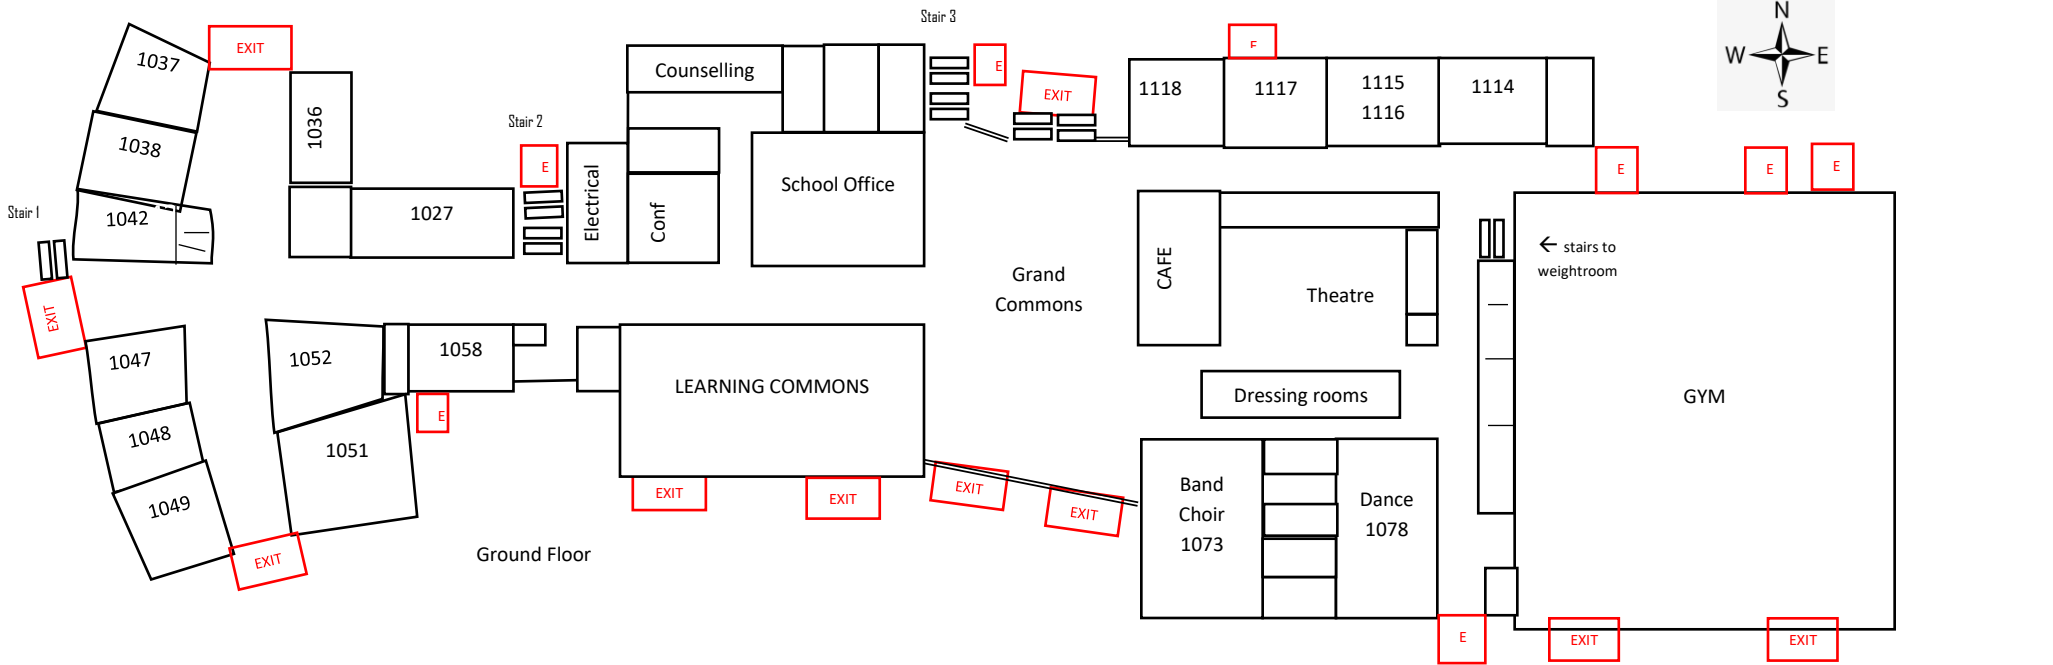 Stair 3
N
W E
S
EXIT
1037
Counselling
E
E
EXIT
1118
1117
1115
1116
1114
1036
Stair 2
1038
E
E
E
E
Electrical
School Office
Stair 1
1042
1027
Conf
← stairs to
weightroom
CAFE
Grand
Commons
Theatre
EXIT
1047
1052
1058
LEARNING COMMONS
Dressing rooms
GYM
E
1048
1051
1049
EXIT
EXIT
EXIT
EXIT
Band
Choir
1073
Dance
1078
EXIT
Ground Floor
E
EXIT
EXIT